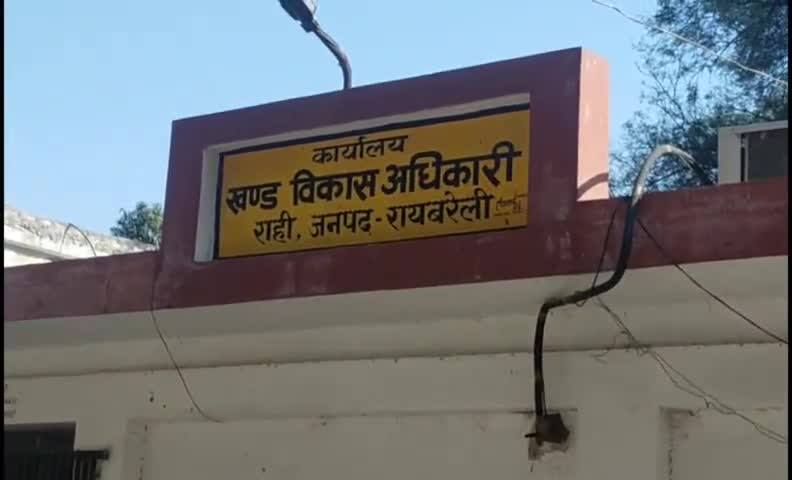 कार्यालय
खण्ड विकास अधिकारी
राही, जनपद-रायबरेली